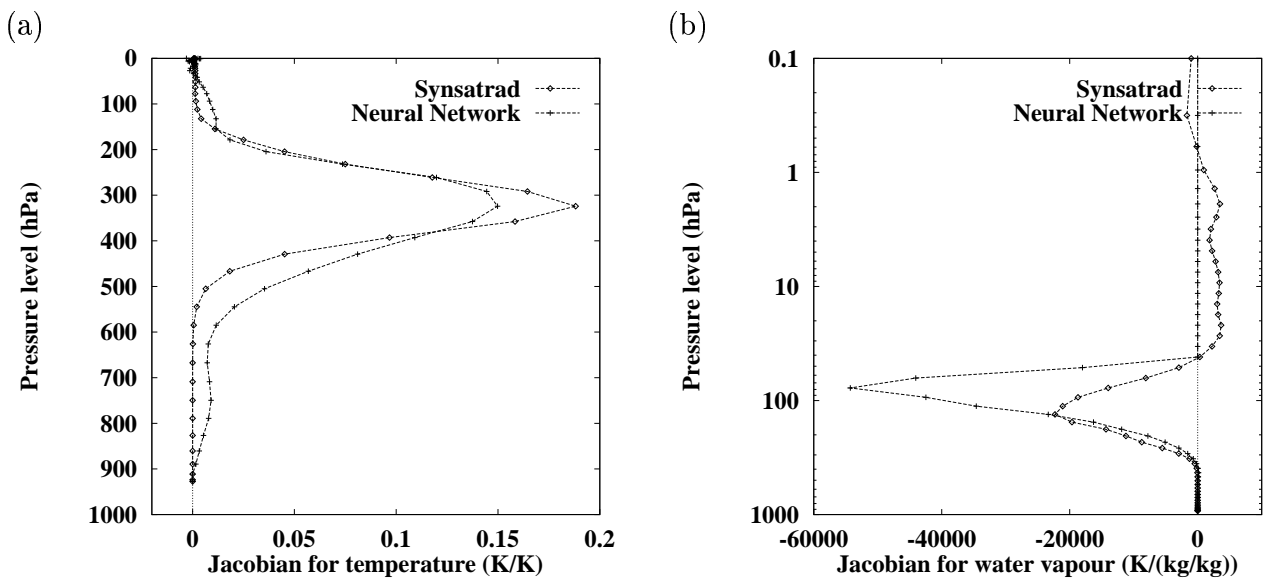 (a)
0
100
200
300
400
500
600
700
800
900
1000
Pressure level (hPa)
Synsatrad
Neural Network
0
0.05
0.1
0.15
0.2
Jacobian for temperature (K/K)
(b)
0.1
1
10
100
1000
Pressure level (hPa)
Synsatrad
Neural Network
-60000
-40000
-20000
0
Jacobian for water vapour (K/(kg/kg))